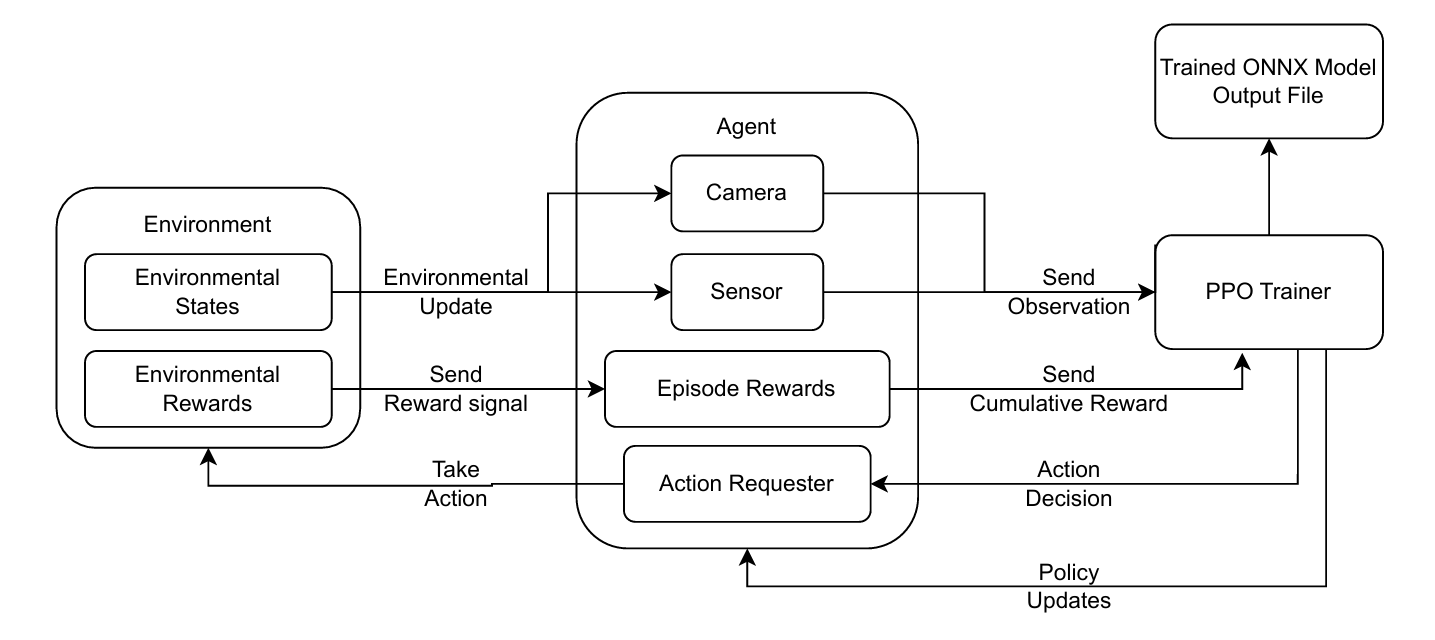 Trained ONNX Model
Output File
Agent
Camera
Environment
Environmental
States
Environmental
Update
Sensor
Send
Observation
PPO Trainer
Environmental
Rewards
Send
Reward signal
Episode Rewards
Send
Cumulative Reward
Take
Action
Action Requester
Action
Decision
Policy
Updates